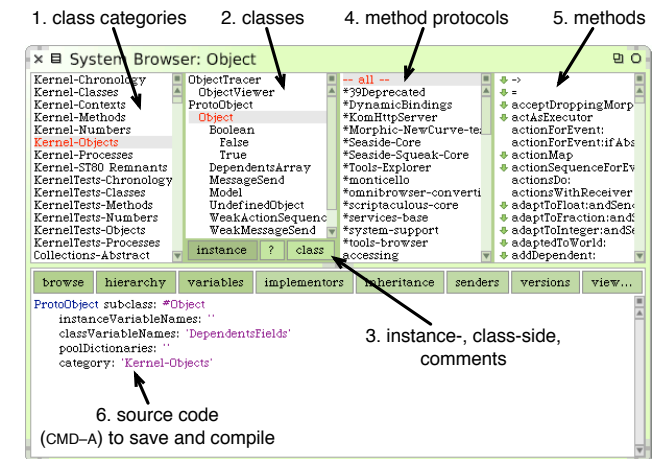 1. class categories
2. classes
4. method protocols
5. methods
System Browser: Object
Kernel-Chronology
Kernel-Classes
Kernel-Contexts
Kernel-Methods
Kernel-Numbers
Kernel-Objects
Kernel-Processes
Kernel-ST80 Remnants
KernelTests-Chronology
KernelTests-Classes
KernelTests-Methods
KernelTests-Numbers
KernelTests-Objects
KernelTests-Processes
Collections-Abstract
ObjectTracer
ObjectViewer
ProtoObject
Object
Boolean
False
True
DependentsArray
MessageSend
Model
UndefinedObject
WeakActionSequenc
WeakMessageSend
instance ? class
-- all --
*39Deprecated
*DynamicBindings
*KomHttpServer
*Morphic-NewCurve-te
*Seaside-Core
*Seaside-Squeak-Core
*Tools-Explorer
*monticello
*omnibrowser-converti
*scriptaculous-core
*services-base
*system-support
*tools-browser
accessing
->
=
acceptDroppingMorp
actAsExecutor
actionForEvent:
actionForEvent:ifAbs
actionMap
actionSequenceForEv
actionsDo:
actionsWithReceiver
adaptToFloat:andSend
adaptToFraction:andS
adaptToInteger:andSe
adaptedToWorld:
addDependent:
browse hierarchy variables implementors inheritance senders versions view...
ProtoObject subclass: #Object
instanceVariableNames: ''
classVariableNames: 'DependentsFields'
poolDictionaries: ''
category: 'Kernel-Objects'
3. instance-, class-side,
comments
6. source code
(CMD–A) to save and compile